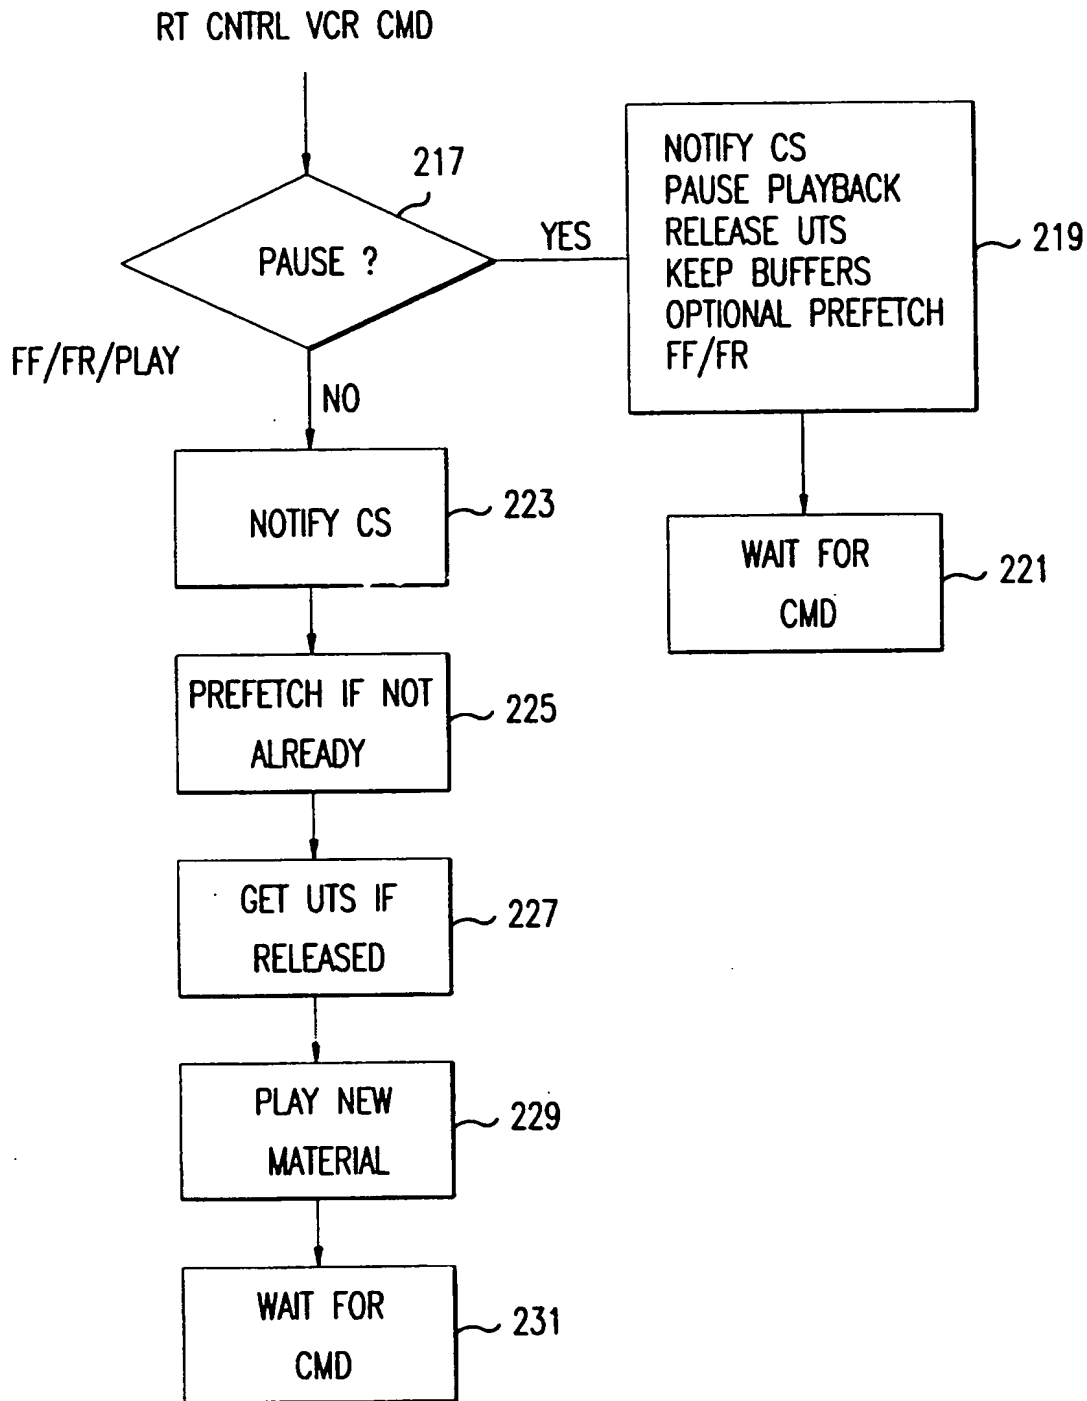 RT CNTRL VCR CMD
217
PAUSE ?
YES
NOTIFY CS
PAUSE PLAYBACK
RELEASE UTS
KEEP BUFFERS
OPTIONAL PREFETCH
FF/FR
219
FF/FR/PLAY
NO
WAIT FOR
CMD
221
NOTIFY CS
223
PREFETCH IF NOT
ALREADY
225
GET UTS IF
RELEASED
227
PLAY NEW
MATERIAL
229
WAIT FOR
CMD
231